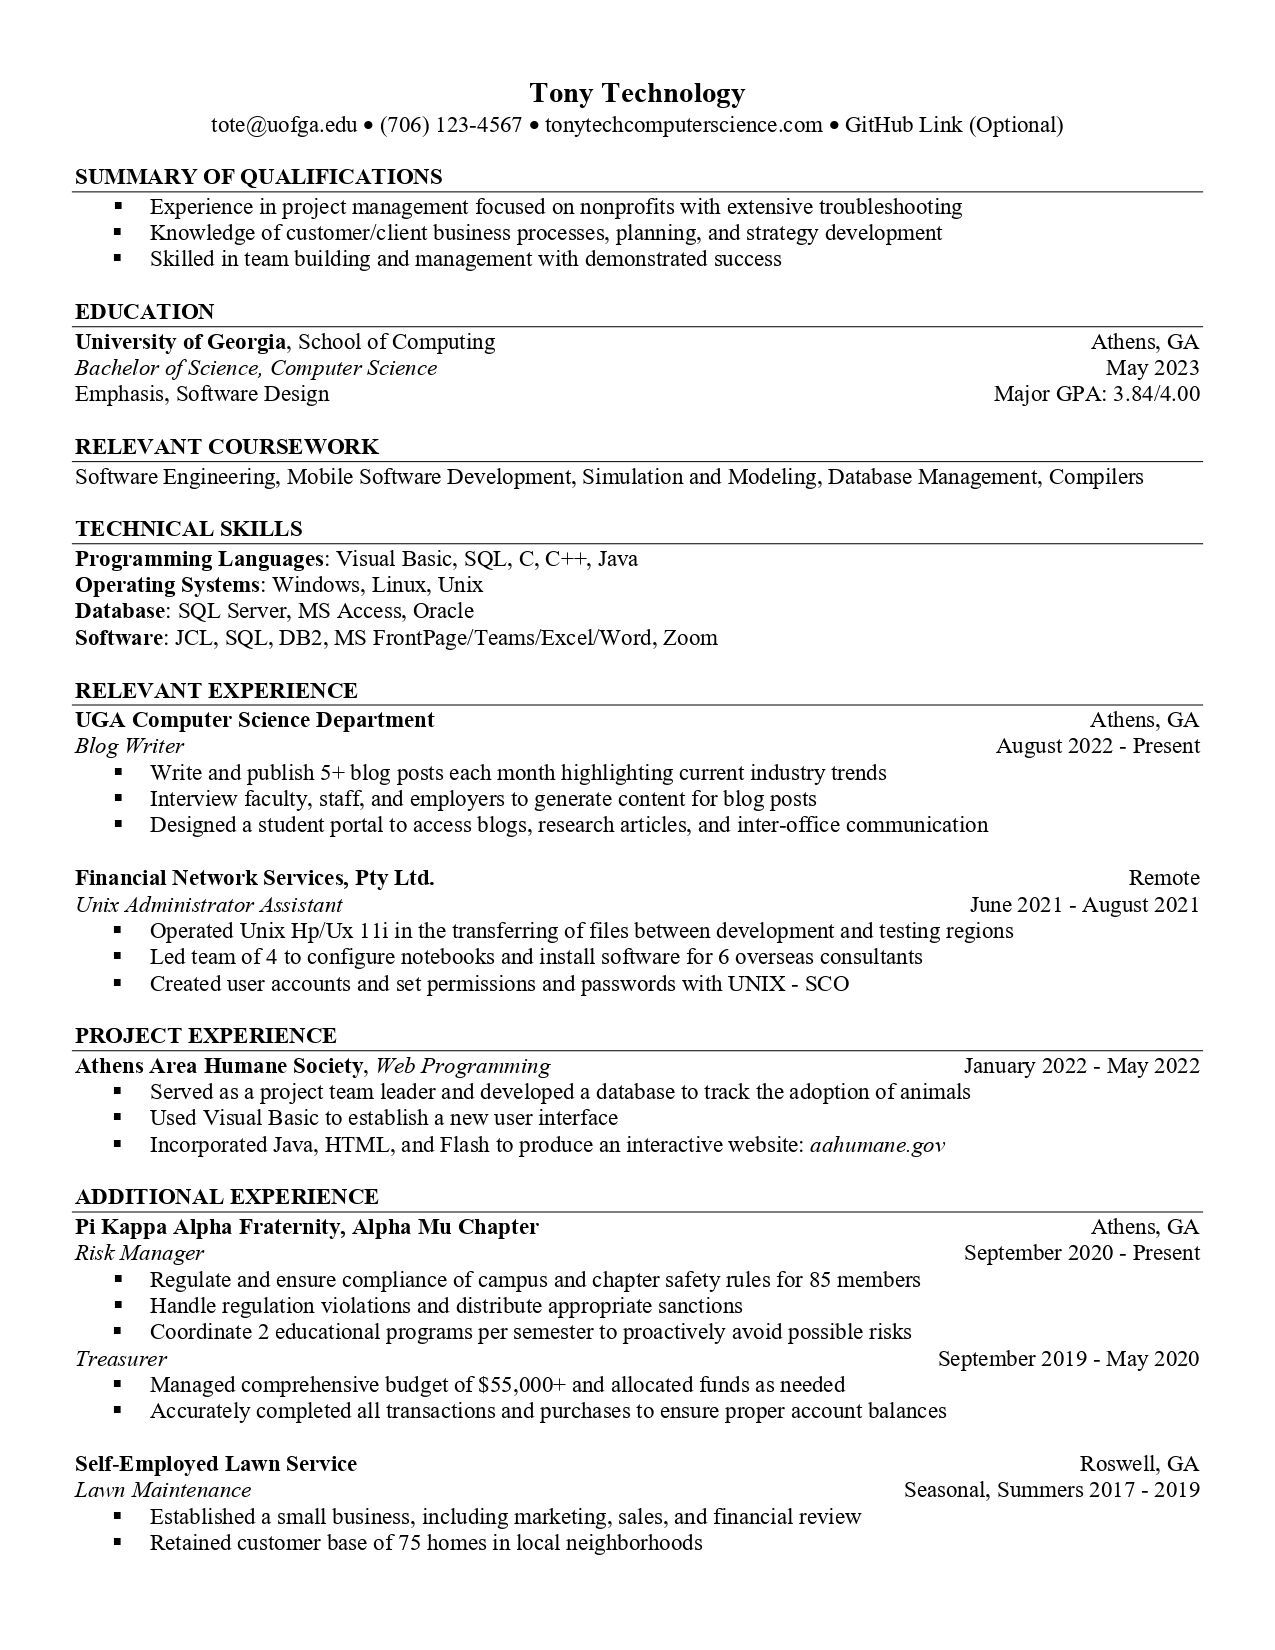 Tony Technology
tote@uofga.edu • (706) 123-4567 • tonytechcomputerscience.com • GitHub Link (Optional)
SUMMARY OF QUALIFICATIONS
▪ Experience in project management focused on nonprofits with extensive troubleshooting
▪ Knowledge of customer/client business processes, planning, and strategy development
▪ Skilled in team building and management with demonstrated success
EDUCATION
University of Georgia, School of Computing Athens, GA
Bachelor of Science, Computer Science May 2023
Emphasis, Software Design Major GPA: 3.84/4.00
RELEVANT COURSEWORK
Software Engineering, Mobile Software Development, Simulation and Modeling, Database Management, Compilers
TECHNICAL SKILLS
Programming Languages: Visual Basic, SQL, C, C++, Java
Operating Systems: Windows, Linux, Unix
Database: SQL Server, MS Access, Oracle
Software: JCL, SQL, DB2, MS FrontPage/Teams/Excel/Word, Zoom
RELEVANT EXPERIENCE
UGA Computer Science Department Athens, GA
Blog Writer August 2022 - Present
▪ Write and publish 5+ blog posts each month highlighting current industry trends
▪ Interview faculty, staff, and employers to generate content for blog posts
▪ Designed a student portal to access blogs, research articles, and inter-office communication
Financial Network Services, Pty Ltd. Remote
Unix Administrator Assistant June 2021 - August 2021
▪ Operated Unix Hp/Ux 11i in the transferring of files between development and testing regions
▪ Led team of 4 to configure notebooks and install software for 6 overseas consultants
▪ Created user accounts and set permissions and passwords with UNIX - SCO
PROJECT EXPERIENCE
Athens Area Humane Society, Web Programming January 2022 - May 2022
▪ Served as a project team leader and developed a database to track the adoption of animals
▪ Used Visual Basic to establish a new user interface
▪ Incorporated Java, HTML, and Flash to produce an interactive website: aahumane.gov
ADDITIONAL EXPERIENCE
Pi Kappa Alpha Fraternity, Alpha Mu Chapter Athens, GA
Risk Manager September 2020 - Present
▪ Regulate and ensure compliance of campus and chapter safety rules for 85 members
▪ Handle regulation violations and distribute appropriate sanctions
▪ Coordinate 2 educational programs per semester to proactively avoid possible risks
Treasurer September 2019 - May 2020
▪ Managed comprehensive budget of $55,000+ and allocated funds as needed
▪ Accurately completed all transactions and purchases to ensure proper account balances
Self-Employed Lawn Service Roswell, GA
Lawn Maintenance Seasonal, Summers 2017 - 2019
▪ Established a small business, including marketing, sales, and financial review
▪ Retained customer base of 75 homes in local neighborhoods